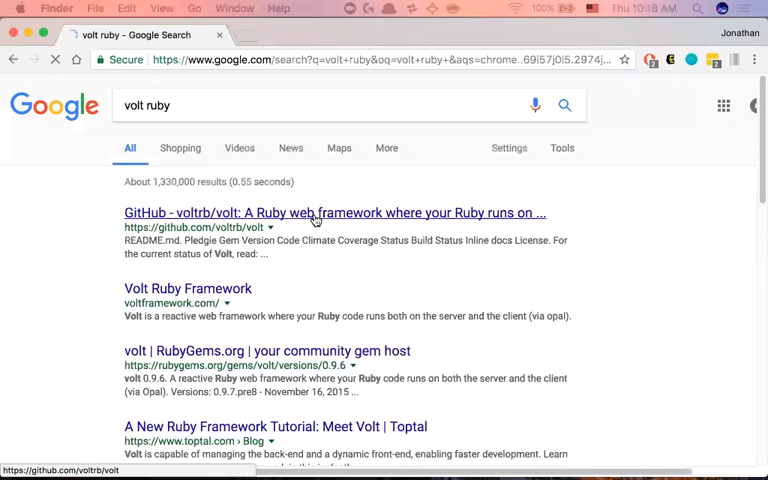 Finder File Edit View Go Window Help 100% Thu 10:18 AM
volt ruby - Google Search
Jonathan
Secure https://www.google.com/search?q=volt+ruby&oq=volt+ruby+&aqs=chrome..69i57j0l5.2974j... 2 2
Google volt ruby
All Shopping Videos News Maps More Settings Tools
About 1,330,000 results (0.55 seconds)
GitHub - voltrb/volt: A Ruby web framework where your Ruby runs on ...
https://github.com/voltrb/volt
README.md. Pledgie Gem Version Code Climate Coverage Status Build Status Inline docs License. For
the current status of Volt, read: ...
Volt Ruby Framework
voltframework.com/
Volt is a reactive web framework where your Ruby code runs both on the server and the client (via opal).
volt | RubyGems.org | your community gem host
https://rubygems.org/gems/volt/versions/0.9.6
volt 0.9.6. A reactive Ruby web framework where your Ruby code runs on both the server and the client
(via Opal). Versions: 0.9.7.pre8 - November 16, 2015 ...
A New Ruby Framework Tutorial: Meet Volt | Toptal
https://www.toptal.com › Blog
Volt is capable of managing the back-end and a dynamic front-end, enabling faster development. Learn
https://github.com/voltrb/volt